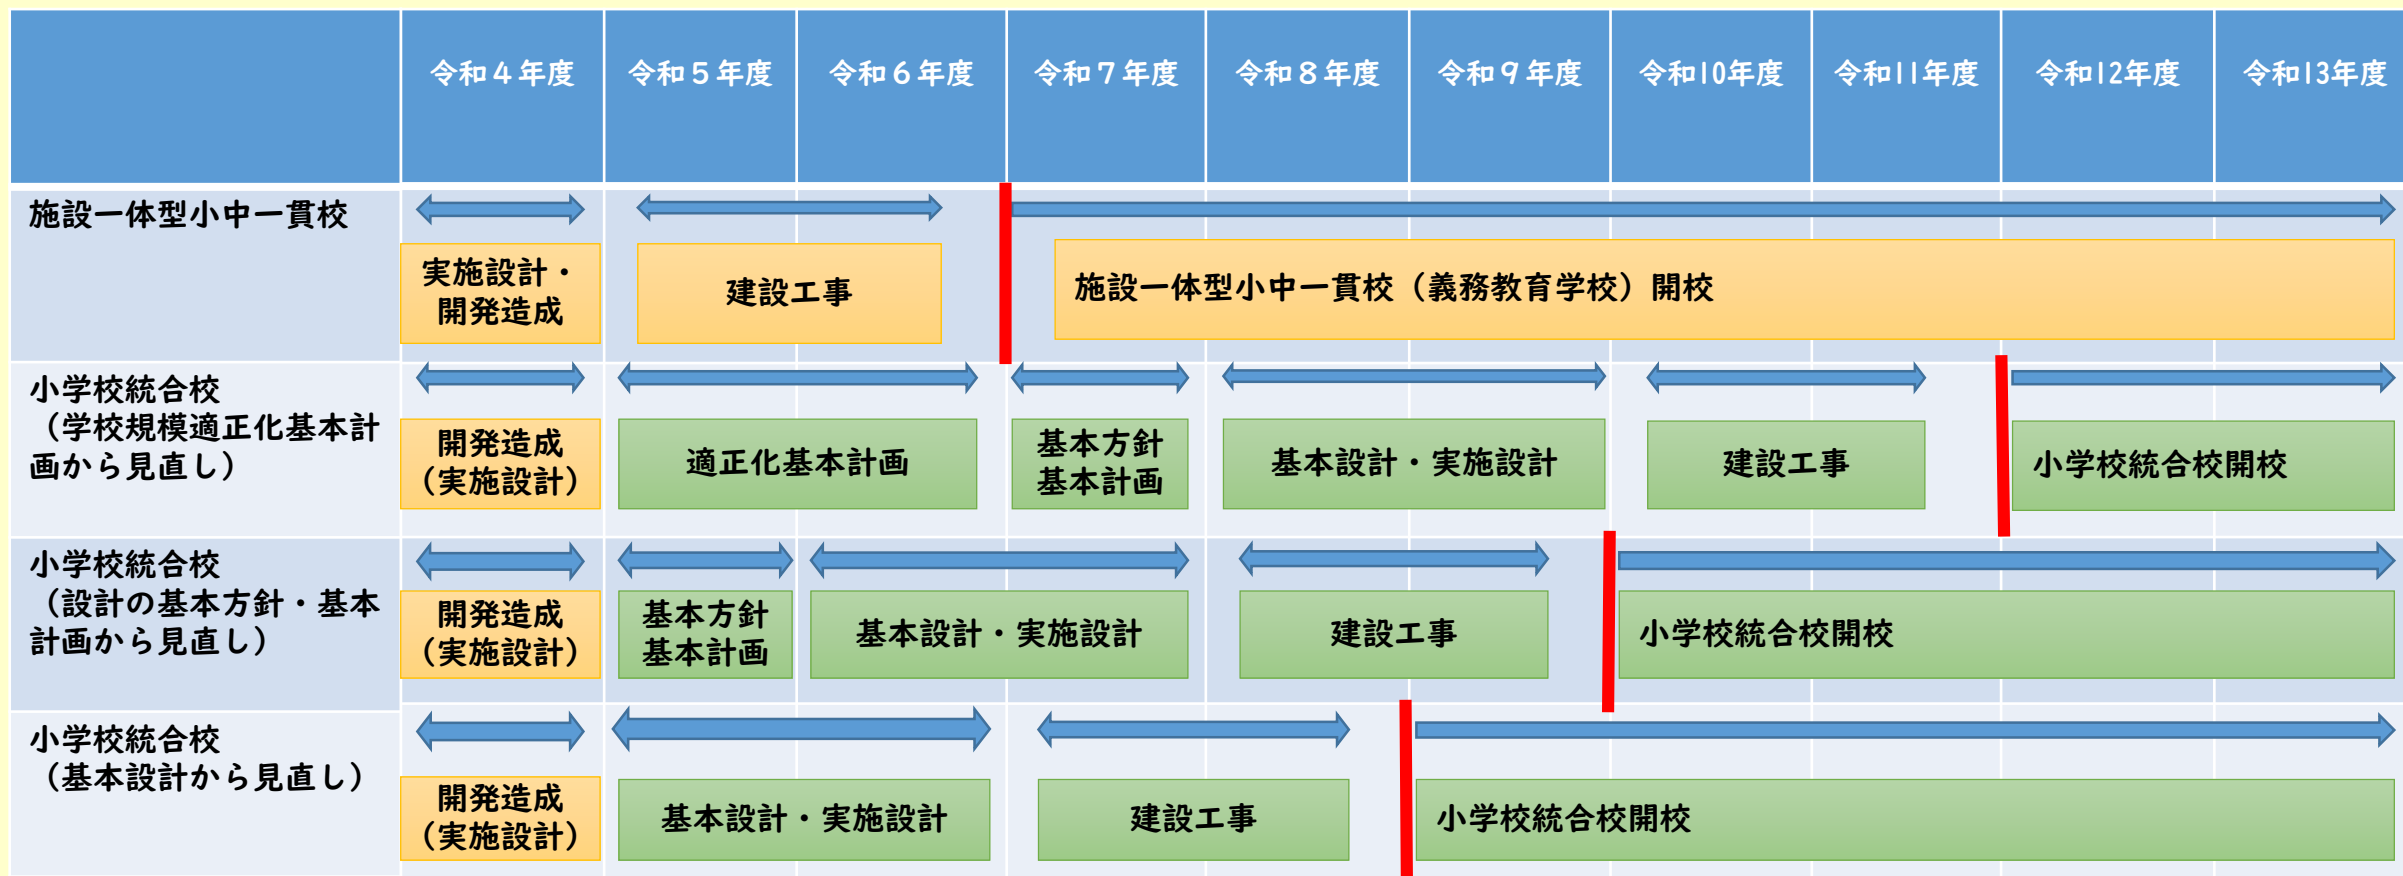 令和4年度
令和5年度
令和6年度
令和7年度
令和8年度
令和9年度
令和10年度
令和11年度
令和12年度
令和13年度
施設一体型小中一貫校
実施設計・
開発造成
建設工事
施設一体型小中一貫校（義務教育学校）開校
小学校統合校
（学校規模適正化基本計
画から見直し）
開発造成
（実施設計）
適正化基本計画
基本方針
基本計画
基本設計・実施設計
建設工事
小学校統合校開校
小学校統合校
（設計の基本方針・基本
計画から見直し）
開発造成
（実施設計）
基本方針
基本計画
基本設計・実施設計
建設工事
小学校統合校開校
小学校統合校
（基本設計から見直し）
開発造成
（実施設計）
基本設計・実施設計
建設工事
小学校統合校開校